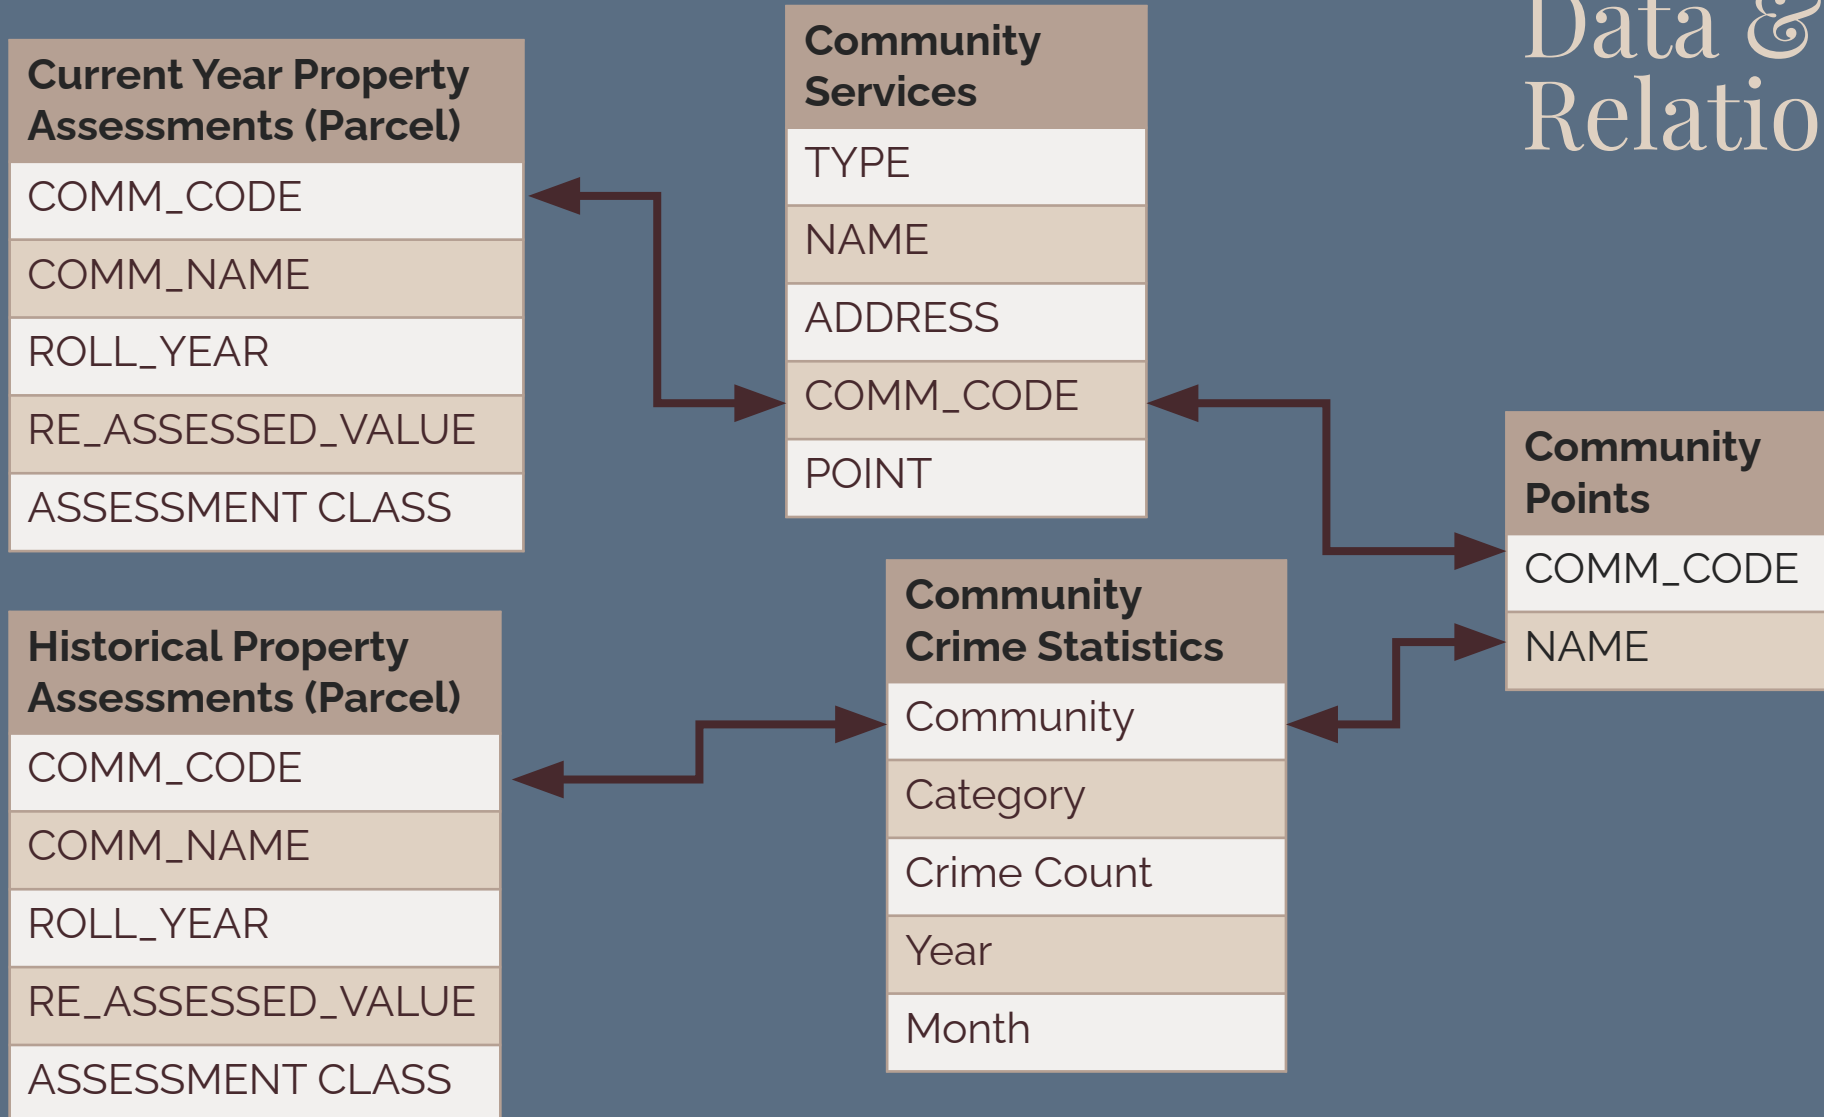 Data &
Relatio
Current Year Property
Assessments (Parcel)
COMM_CODE
COMM_NAME
ROLL_YEAR
RE_ASSESSED_VALUE
ASSESSMENT CLASS
Community
Services
TYPE
NAME
ADDRESS
COMM_CODE
POINT
Community
Points
COMM_CODE
NAME
Historical Property
Assessments (Parcel)
COMM_CODE
COMM_NAME
ROLL_YEAR
RE_ASSESSED_VALUE
ASSESSMENT CLASS
Community
Crime Statistics
Community
Category
Crime Count
Year
Month